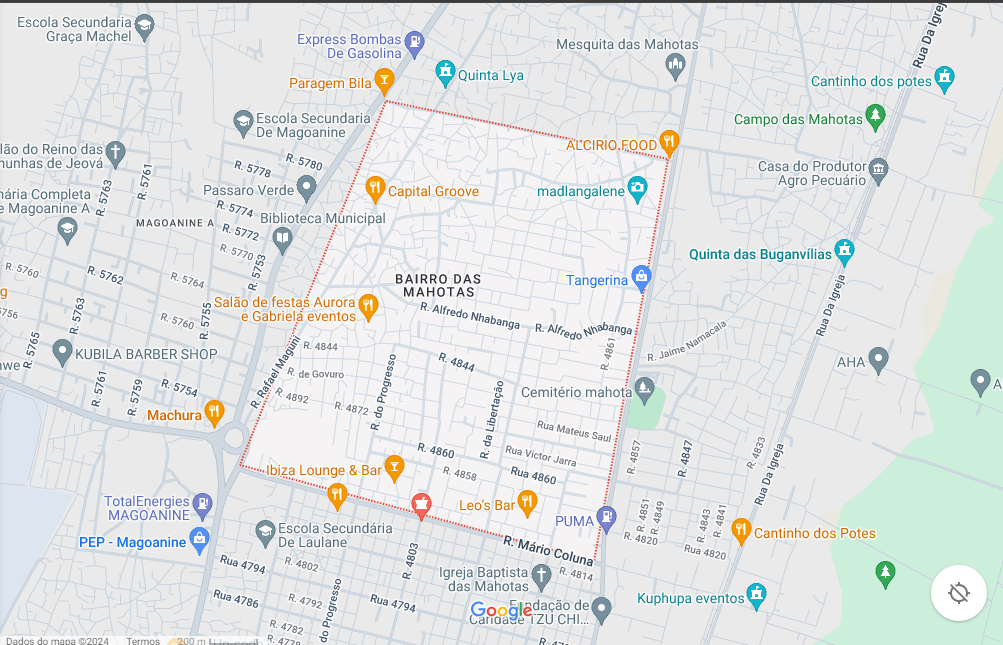 Escola Secundaria
Graça Machel
Express Bombas
De Gasolina
Mesquita das Mahotas
Rua Da Igreja
Quinta Lya
Paragem Bila
Cantinho dos potes
Escola Secundaria
De Magoanine
Campo das Mahotas
ALCIRIO.FOOD
lão do Reino das
nunhas de Jeová
R. 5780
R. 5778
Casa do Produtor
Agro Pecuário
R. 5763
R. 5761
Passaro Verde
Capital Groove
madlangalene
nária Completa
e Magoanine A
R. 5774
MAGOANINE A
Biblioteca Municipal
R. 5772
R. 5770
Quinta das Buganvílias
R. 5760
R. 5762
R. 5764
R. 5753
BAIRRO DAS
MAHOTAS
Tangerina
g
Salão de festas Aurora
e Gabriela eventos
R. 5763
R. 5755
R. Alfredo Nhabanga
R. Alfredo Nhabanga
Rua Da Igreja
5756
R. 5760
R. 5765
R. Jaime Namacala
R. 4861
KUBILA BARBER SHOP
R. Rafael Maguni
R. 4844
R. 4844
AHA
we
R. de Govuro
R. do Progresso
R. 5761
R. 5759
R. 5754
R. 4892
Cemitério mahota
A
R. 4872
R. da Libertação
Machura
Rua Mateus Saul
R. 4860
Rua Victor Jarra
R. 4857
R. 4847
R. 4833
Ibiza Lounge & Bar
R. 4858
Rua 4860
Rua Da Igreja
TotalEnergies
MAGOANINE
Leo's Bar
PUMA
R. 4851
R. 4849
R. 4843
R. 4841
Escola Secundária
De Laulane
PEP - Magoanine
R. Mário Coluna
R. 4820
Rua 4820
Cantinho dos Potes
Rua 4794
R. 4802
R. 4803
Igreja Baptista
das Mahotas
R. 4814
Rua 4786
R. 4792
Rua 4794
R. do Progresso
Google
Fundação de
Caridade TZU CHI...
Kuphupa eventos
R. 4782
R. 4784
R. 4778
Dados do mapa ©2024
Termos
200 m